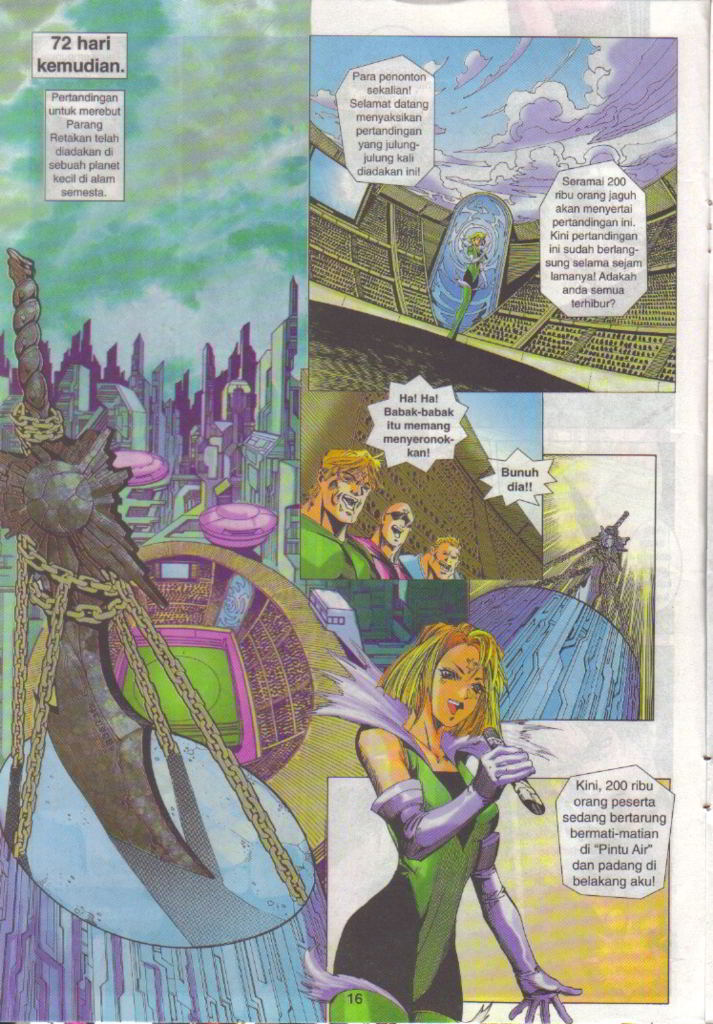 72 hari
kemudian.
Pertandingan
untuk merebut
Parang
Retakan telah
diadakan di
sebuah planet
kecil di alam
semesta.
Para penonton
sekalian!
Selamat datang
menyaksikan
pertandingan
yang julung-
julung kali
diadakan ini!
Seramai 200
ribu orang jaguh
akan menyertai
pertandingan ini.
Kini pertandingan
ini sudah berlang-
sung selama sejam
lamanya! Adakah
anda semua
terhibur?
Ha! Ha!
Babak-babak
itu memang
menyeronok-
kan!
Bunuh
dia!!
Kini, 200 ribu
orang peserta
sedang bertarung
bermati-matian
di "Pintu Air"
dan padang di
belakang aku!
16